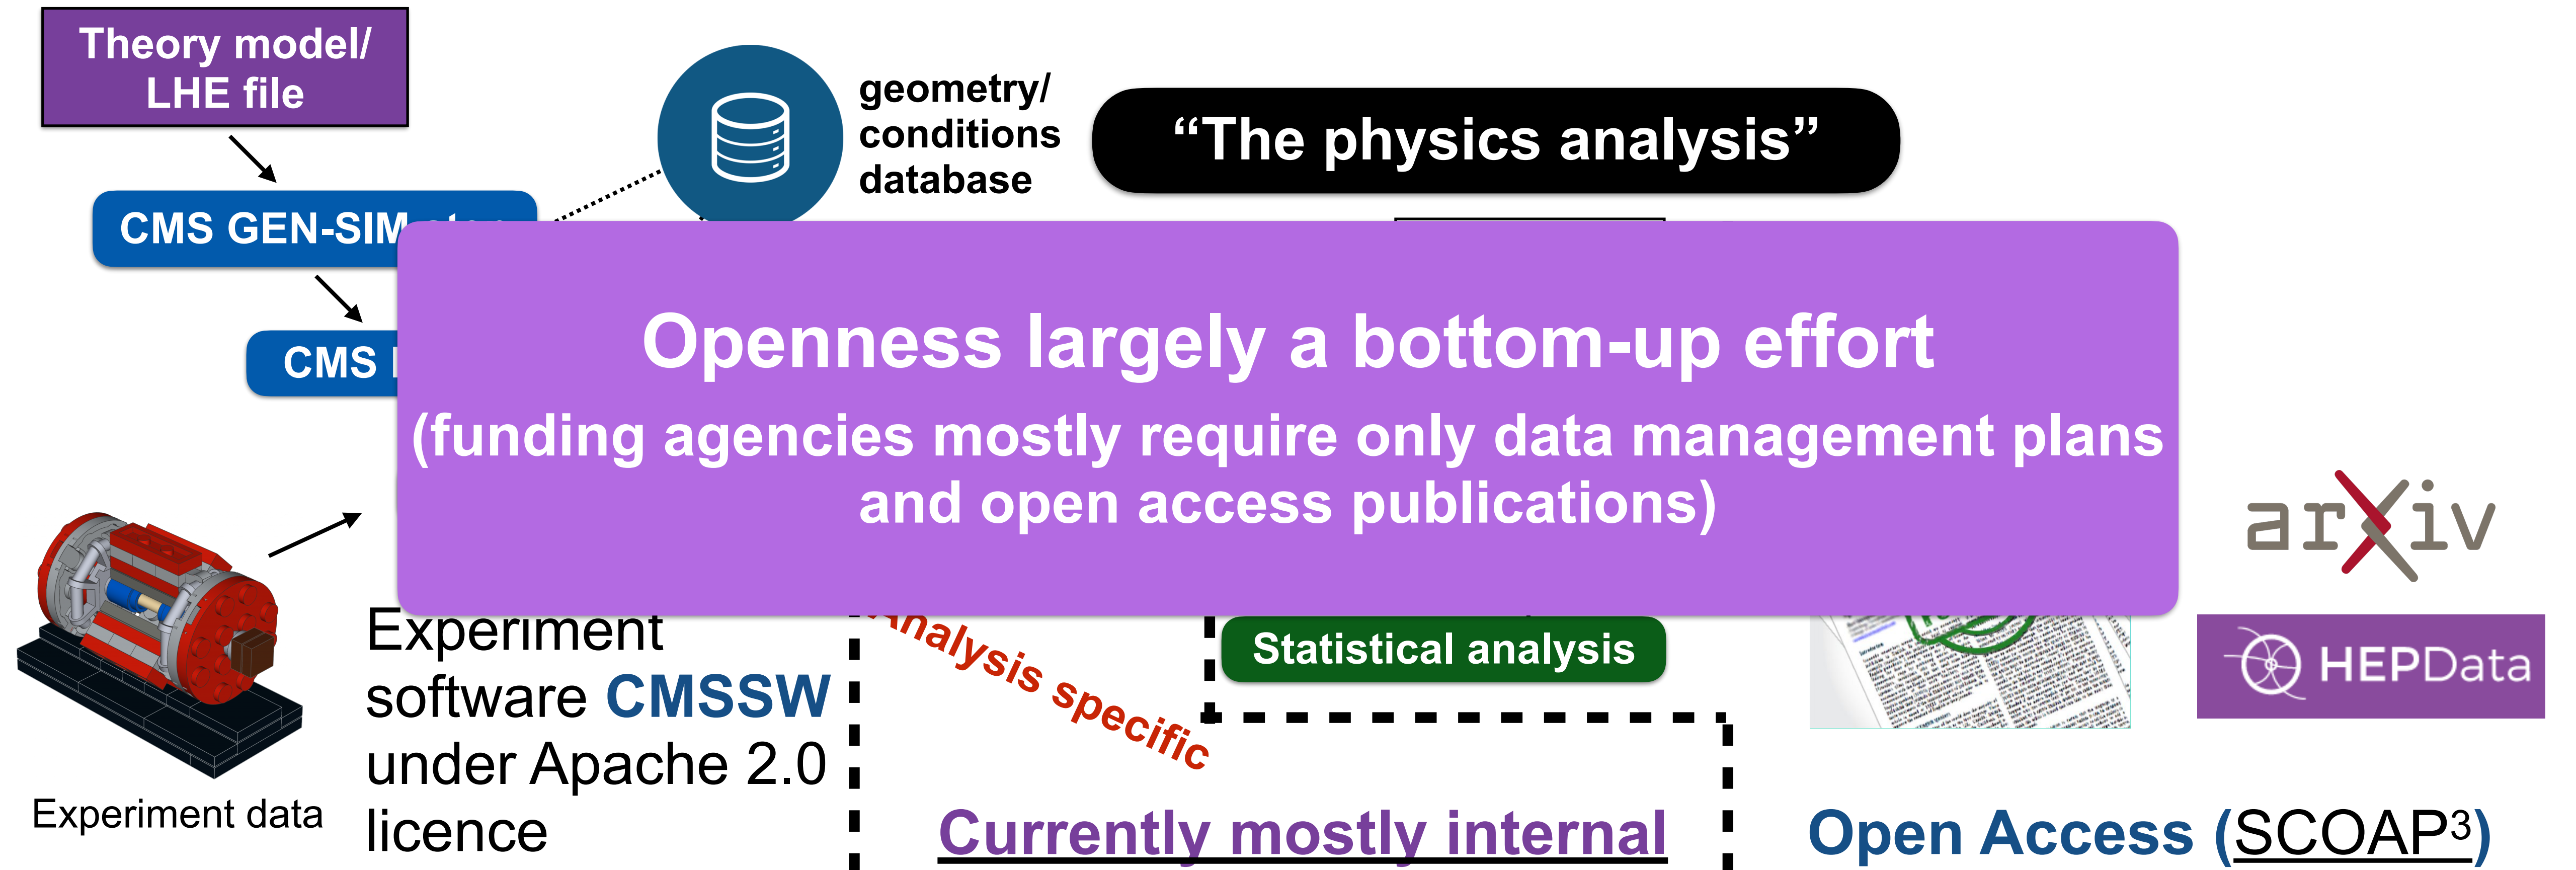 Theory model/
LHE file
geometry/
conditions
database
“The physics analysis”
CMS GEN-SIM step
CMS
Openness largely a bottom-up effort
(funding agencies mostly require only data management plans
and open access publications)
arXiv
Experiment
software CMSSW
under Apache 2.0
licence
Analysis specific
Statistical analysis
HEPData
Experiment data
Currently mostly internal
Open Access (SCOAP³)